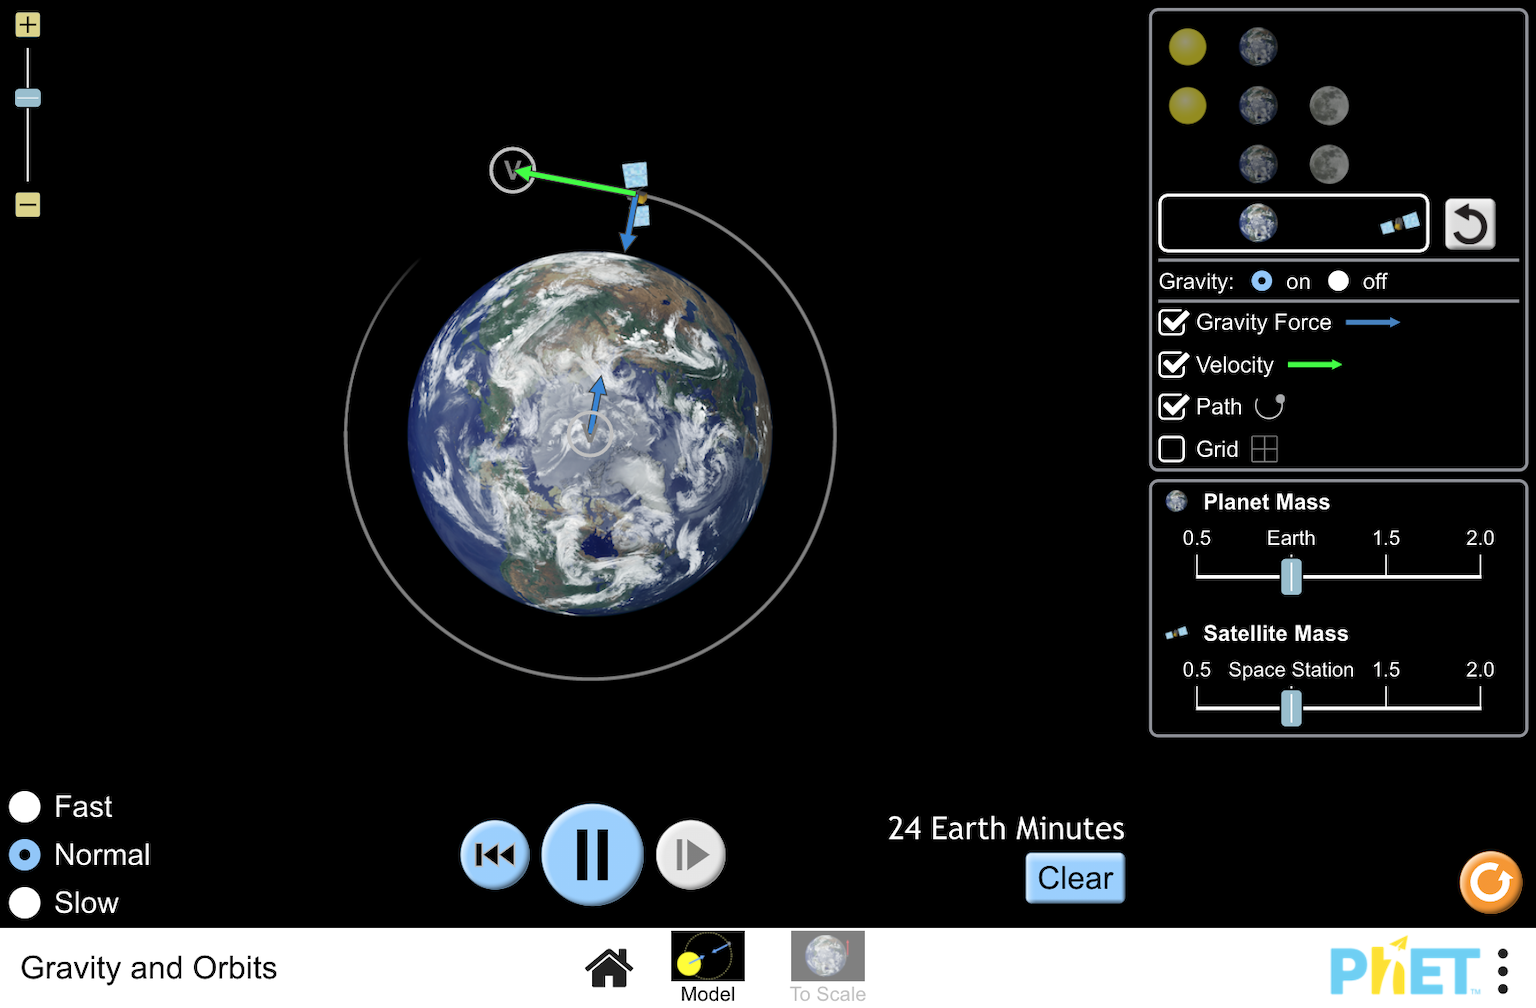 V
V
Gravity: on off
Gravity Force
Velocity
Path
Grid
Planet Mass
0.5 Earth 1.5 2.0
Satellite Mass
0.5 Space Station 1.5 2.0
Fast
Normal
Slow
24 Earth Minutes
Clear
Gravity and Orbits
Model
To Scale
PhET™